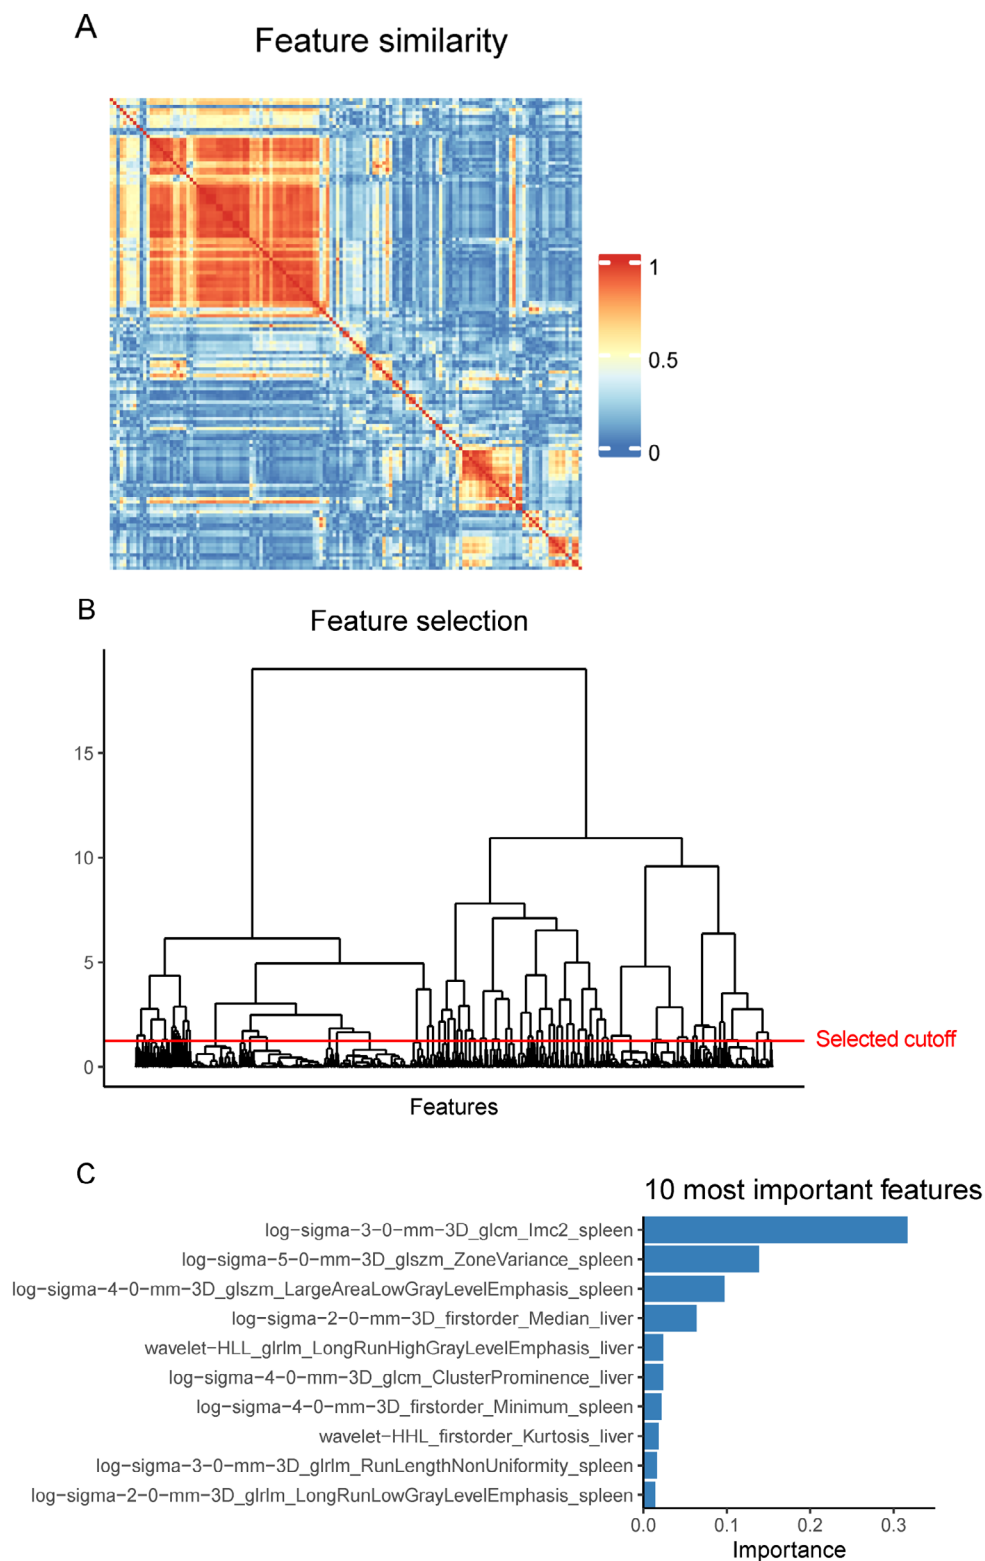 A
Feature similarity
1
0.5
0
B
Feature selection
15
10
5
0
Selected cutoff
Features
C
10 most important features
log-sigma-3-0-mm-3D_glcm_Imc2_spleen
log-sigma-5-0-mm-3D_glszm_ZoneVariance_spleen
log-sigma-4-0-mm-3D_glszm_LargeAreaLowGrayLevelEmphasis_spleen
log-sigma-2-0-mm-3D_firstorder_Median_liver
wavelet-HLL_glrlm_LongRunHighGrayLevelEmphasis_liver
log-sigma-4-0-mm-3D_glcm_ClusterProminence_liver
log-sigma-4-0-mm-3D_firstorder_Minimum_spleen
wavelet-HHL_firstorder_Kurtosis_liver
log-sigma-3-0-mm-3D_glrlm_RunLengthNonUniformity_spleen
log-sigma-2-0-mm-3D_glrlm_LongRunLowGrayLevelEmphasis_spleen
0.0 0.1 0.2 0.3
Importance